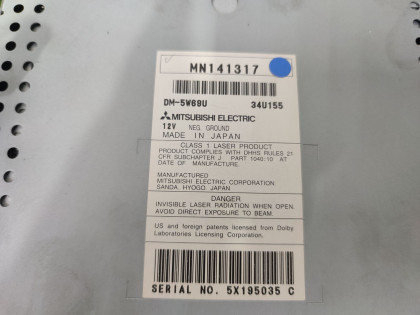 MN141317
DM-5W69U 34U155
MITSUBISHI ELECTRIC
12V NEG. GROUND
MADE IN JAPAN
CLASS 1 LASER PRODUCT
PRODUCT COMPLIES WITH DHHS RULES 21
CFR SUBCHAPTER J PART 1040.10 AT
DATE OF MANUFACTURE.
MANUFACTURED
MITSUBISHI ELECTRIC CORPORATION
SANDA, HYOGO, JAPAN
DANGER
INVISIBLE LASER RADIATION WHEN OPEN.
AVOID DIRECT EXPOSURE TO BEAM.
US and foreign patents licensed from Dolby
Laboratories Licensing Corporation.
SERIAL NO. 5X195035 C